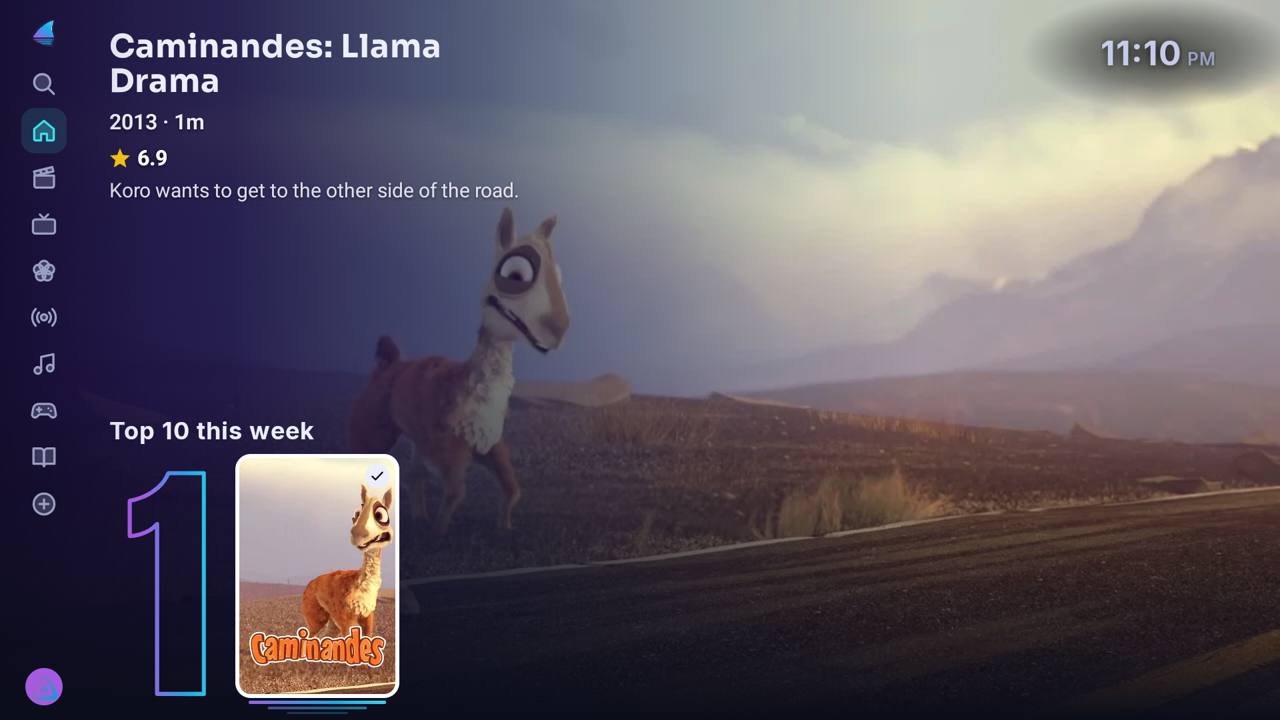 Caminandes: Llama
Drama
11:10 PM
2013 · 1m
6.9
Koro wants to get to the other side of the road.
Top 10 this week
1
Caminandes